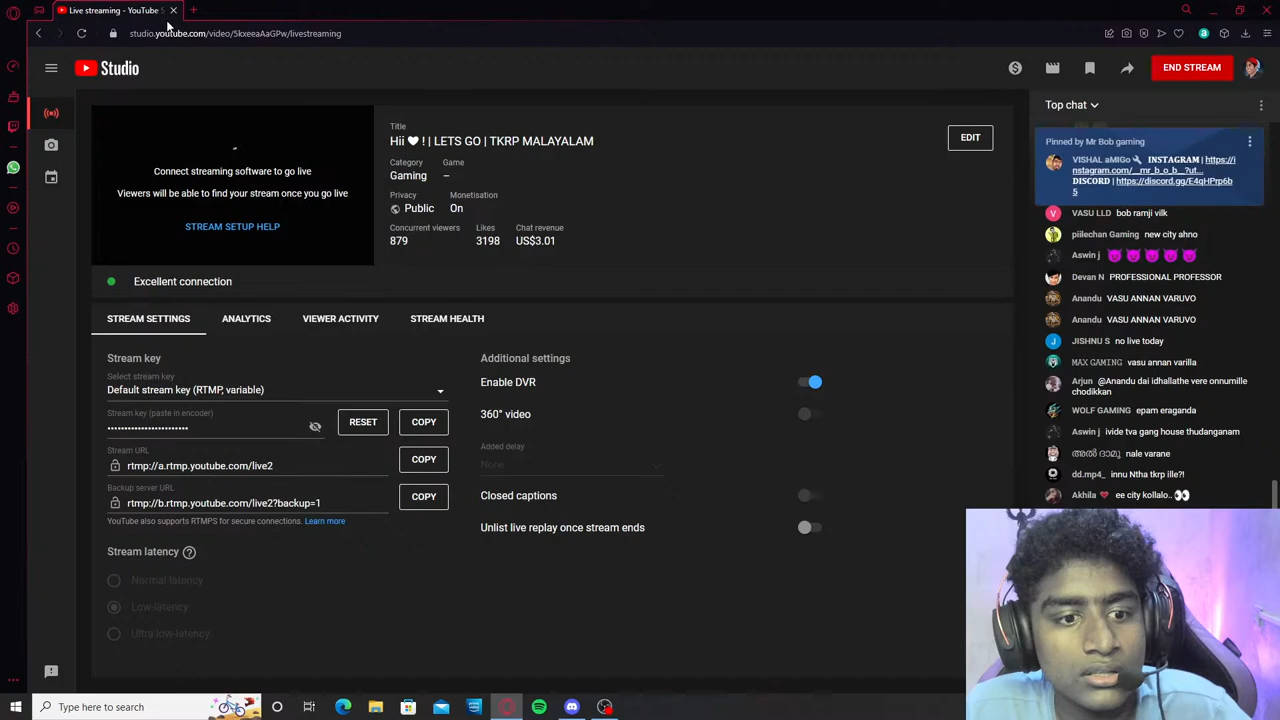 Live streaming - YouTube S
studio.youtube.com/video/5kxeeaAaGPw/livestreaming
Studio
END STREAM
Connect streaming software to go live
Viewers will be able to find your stream once you go live
STREAM SETUP HELP
Title
Hii ❤ ! | LETS GO | TKRP MALAYALAM
EDIT
Category
Game
Gaming
–
Privacy
Monetisation
Public
On
Concurrent viewers
Likes
Chat revenue
879
3198
US$3.01
Excellent connection
STREAM SETTINGS
ANALYTICS
VIEWER ACTIVITY
STREAM HEALTH
Stream key
Select stream key
Default stream key (RTMP, variable)
Stream key (paste in encoder)
RESET
COPY
Stream URL
rtmp://a.rtmp.youtube.com/live2
COPY
Backup server URL
rtmp://b.rtmp.youtube.com/live2?backup=1
COPY
YouTube also supports RTMPS for secure connections. Learn more
Stream latency
Normal latency
Low-latency
Ultra low-latency
Additional settings
Enable DVR
360° video
Added delay
None
Closed captions
Unlist live replay once stream ends
Top chat
Pinned by Mr Bob gaming
VISHAL aMIGo 🔧 INSTAGRAM | https://i
nstagram.com/__mr_b_o_b__?ut...
DISCORD | https://discord.gg/E4qHPrp6b
5
VASU LLD bob ramji vilk
piilechan Gaming new city ahno
Aswin j 😈 😈 😈 😈 😈
Devan N PROFESSIONAL PROFESSOR
Anandu VASU ANNAN VARUVO
Anandu VASU ANNAN VARUVO
JISHNU S no live today
MAX GAMING vasu annan varilla
Arjun @Anandu dai idhallathe vere onnumille
chodikkan
WOLF GAMING epam eraganda
Aswin j ivide tva gang house thudanganam
അൽ ദാമു nale varane
dd.mp4_ innu Ntha tkrp ille?!
Akhila ❤ ee city kollalo.. 👀
Type here to search